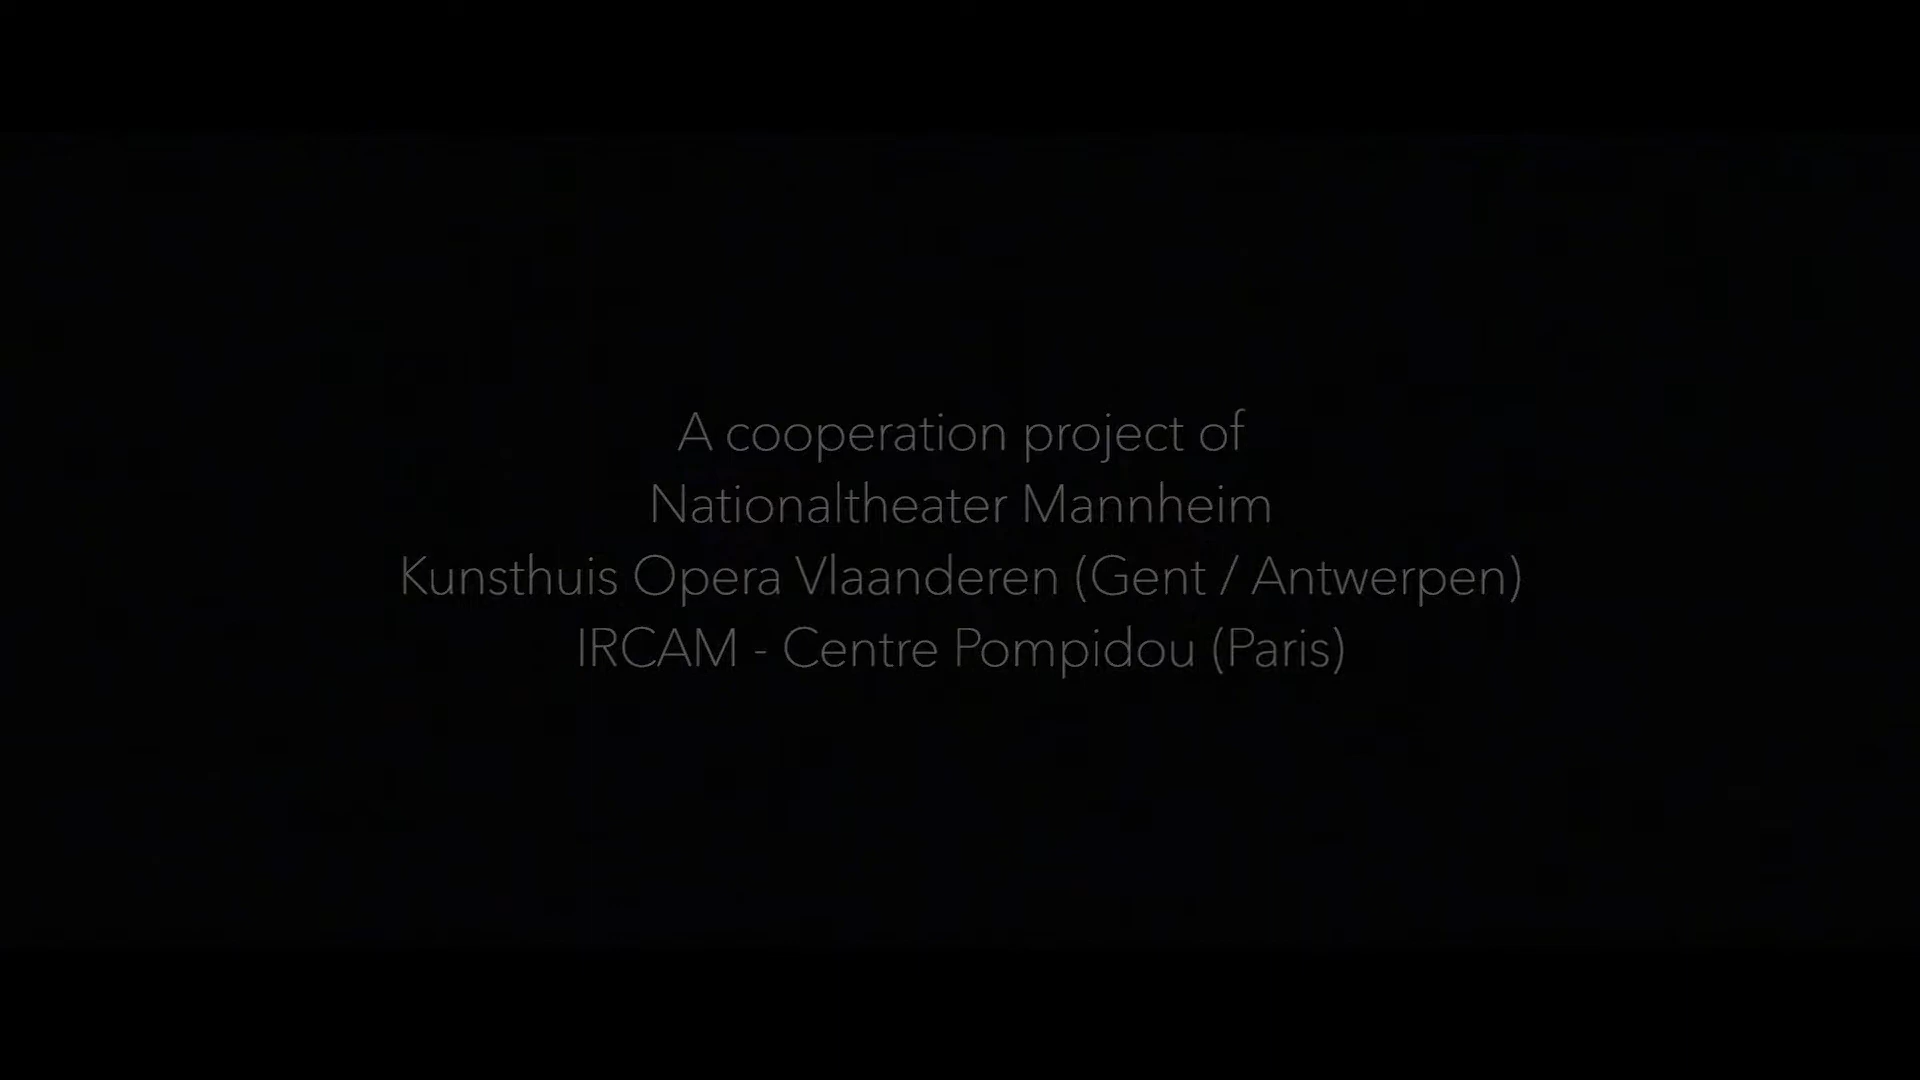 A cooperation project of
Nationaltheater Mannheim
Kunsthuis Opera Vlaanderen (Gent / Antwerpen)
IRCAM - Centre Pompidou (Paris)